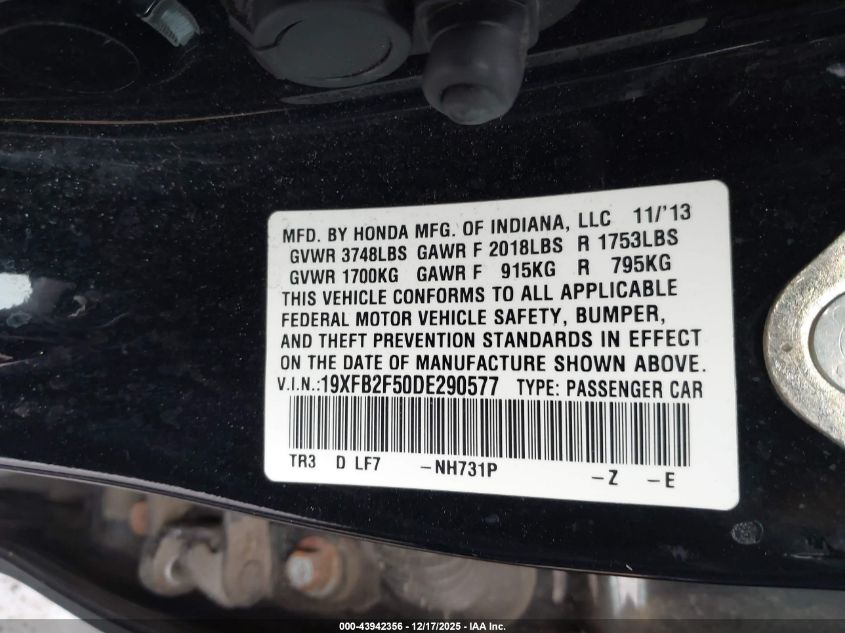 MFD. BY HONDA MFG. OF INDIANA, LLC 11/'13
GVWR 3748LBS GAWR F 2018LBS R 1753LBS
GVWR 1700KG GAWR F 915KG R 795KG
THIS VEHICLE CONFORMS TO ALL APPLICABLE
FEDERAL MOTOR VEHICLE SAFETY, BUMPER,
AND THEFT PREVENTION STANDARDS IN EFFECT
ON THE DATE OF MANUFACTURE SHOWN ABOVE.
V.I.N.:19XFB2F50DE290577 TYPE: PASSENGER CAR
TR3 D LF7 -NH731P -Z -E
000-43942356 - 12/17/2025 - IAA Inc.